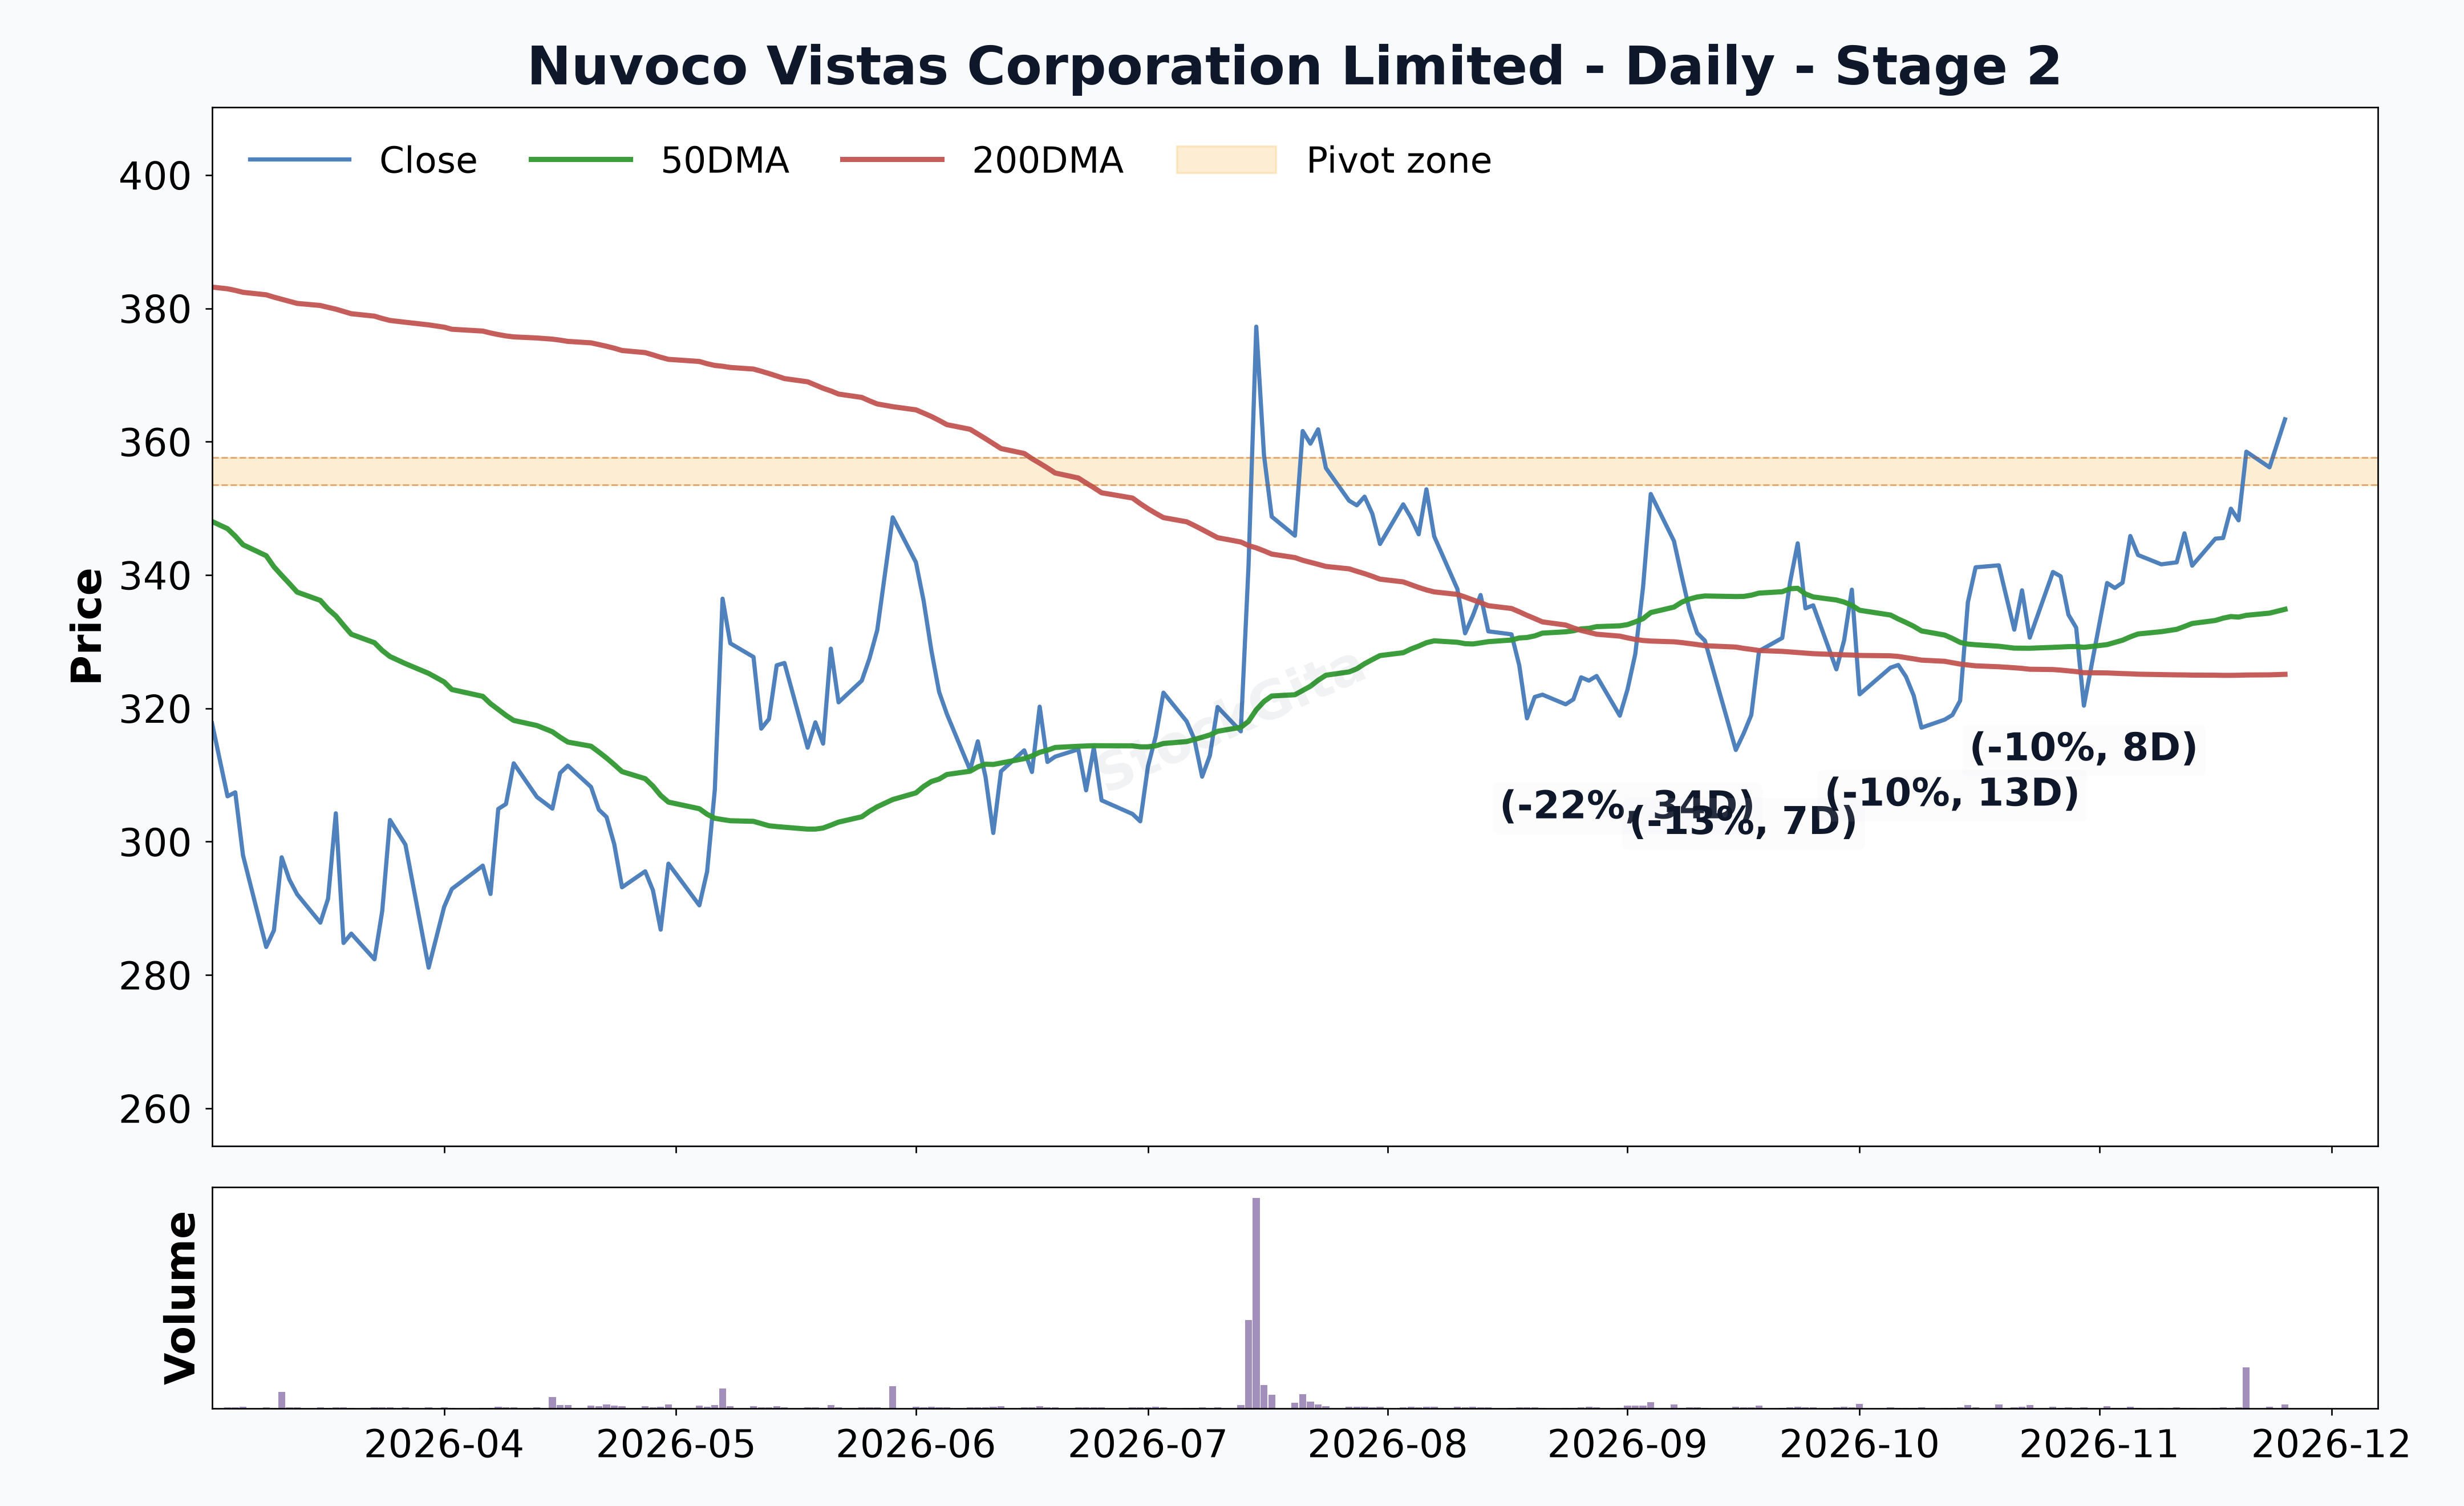 Nuvoco Vistas Corporation Limited - Daily - Stage 2
Close 50DMA 200DMA Pivot zone
Price
400
380
360
340
320
300
280
260
StockGita
(-10%, 8D)
(-10%, 13D)
(-22%, 34D)
(-13%, 7D)
Volume
2026-04 2026-05 2026-06 2026-07 2026-08 2026-09 2026-10 2026-11 2026-12